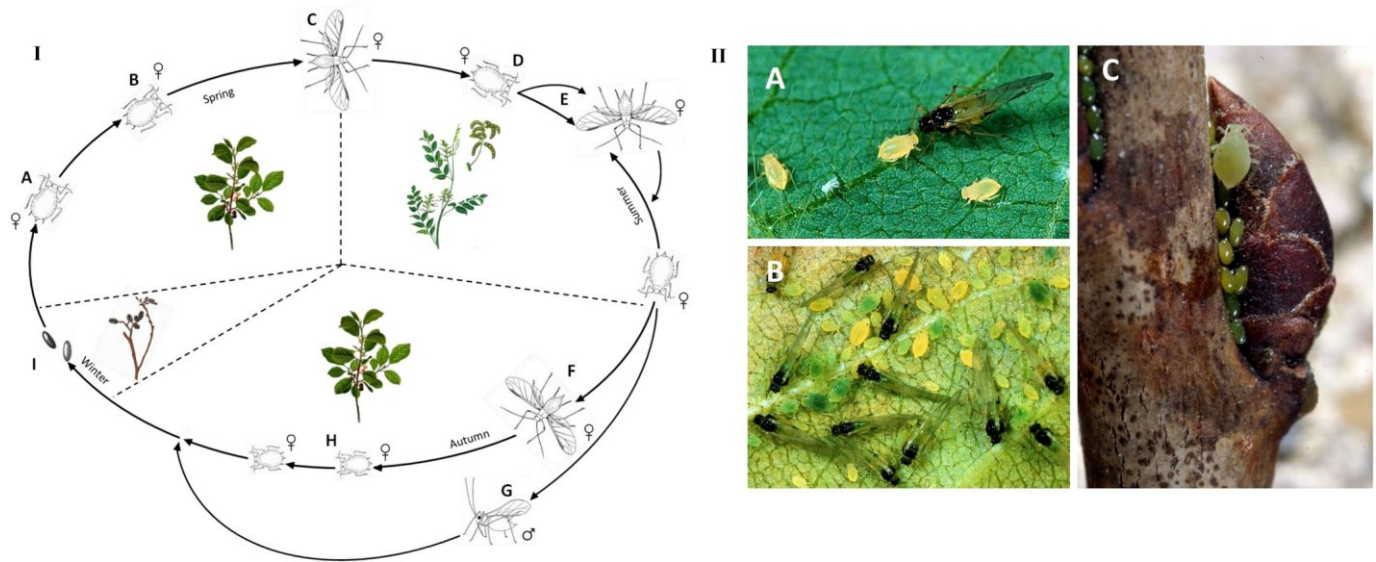 I
A
♀
B
♀
Spring
C
♀
♀
D
E
♀
Summer
♀
F
♀
Autumn
G
♂
H
♀
♀
Winter
I
II
A
B
C